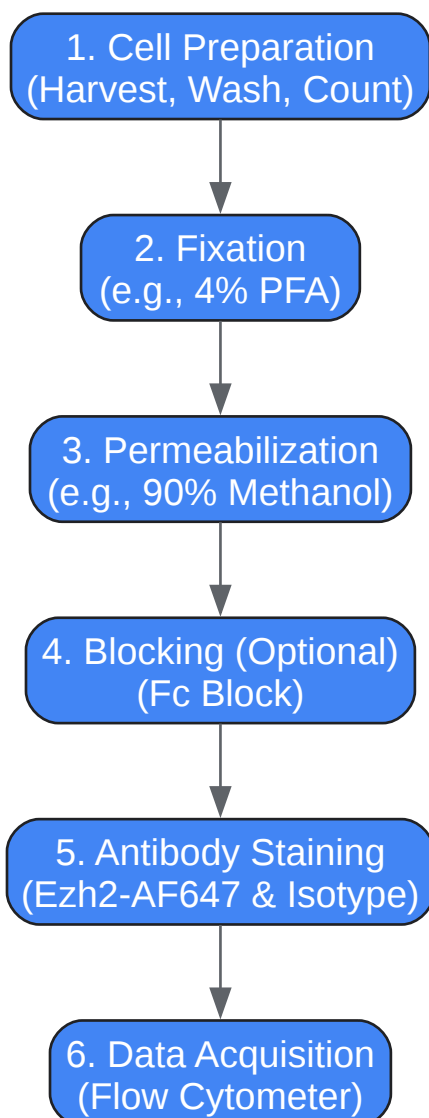 1. Cell Preparation
(Harvest, Wash, Count)
2. Fixation
(e.g., 4% PFA)
3. Permeabilization
(e.g., 90% Methanol)
4. Blocking (Optional)
(Fc Block)
5. Antibody Staining
(Ezh2-AF647 & Isotype)
6. Data Acquisition
(Flow Cytometer)